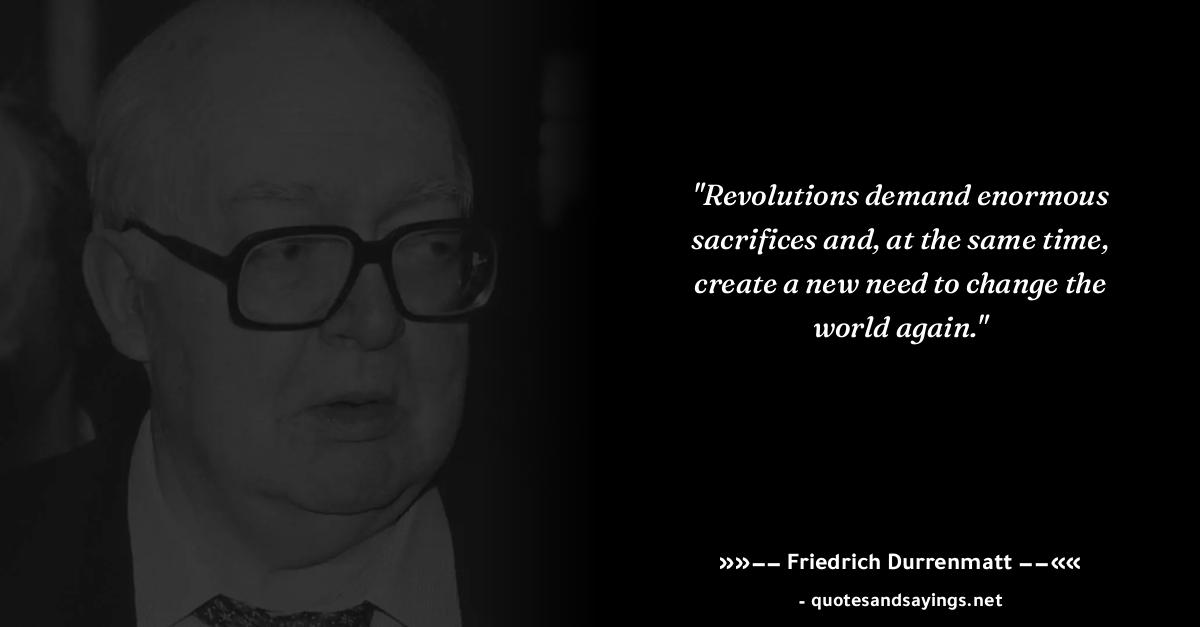 "Revolutions demand enormous
sacrifices and, at the same time,
create a new need to change the
world again."
»»–– Friedrich Durrenmatt ––««
- quotesandsayings.net